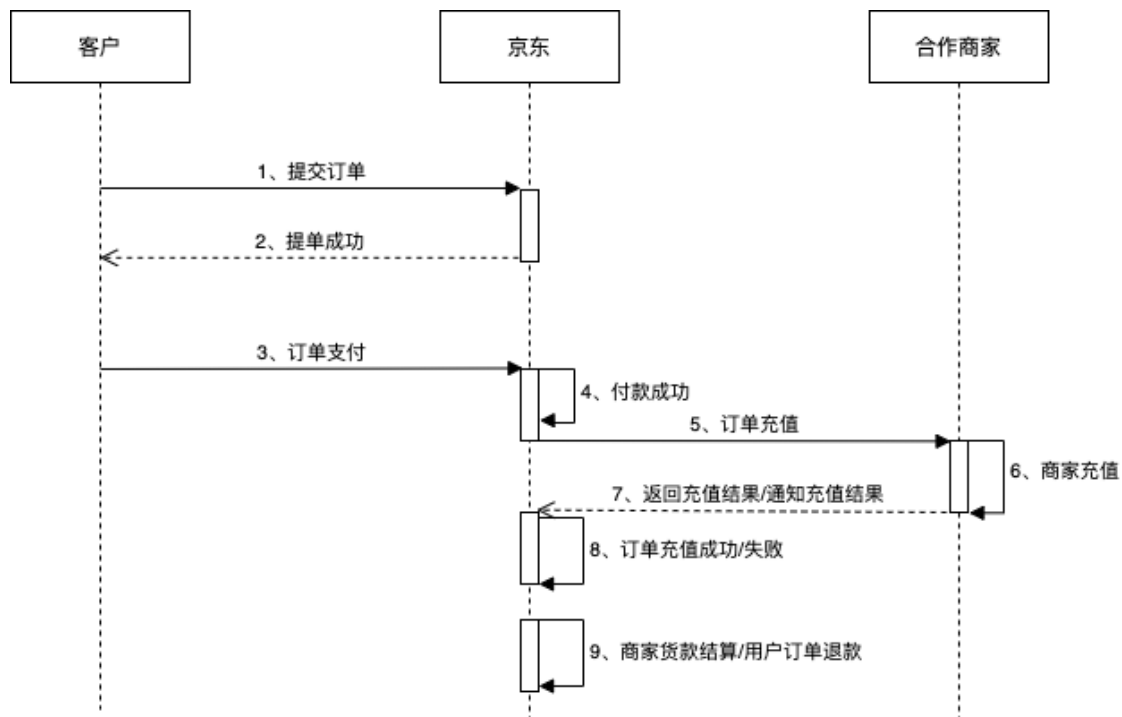 客户
京东
合作商家
1、提交订单
2、提单成功
3、订单支付
4、付款成功
5、订单充值
6、商家充值
7、返回充值结果/通知充值结果
8、订单充值成功/失败
9、商家货款结算/用户订单退款